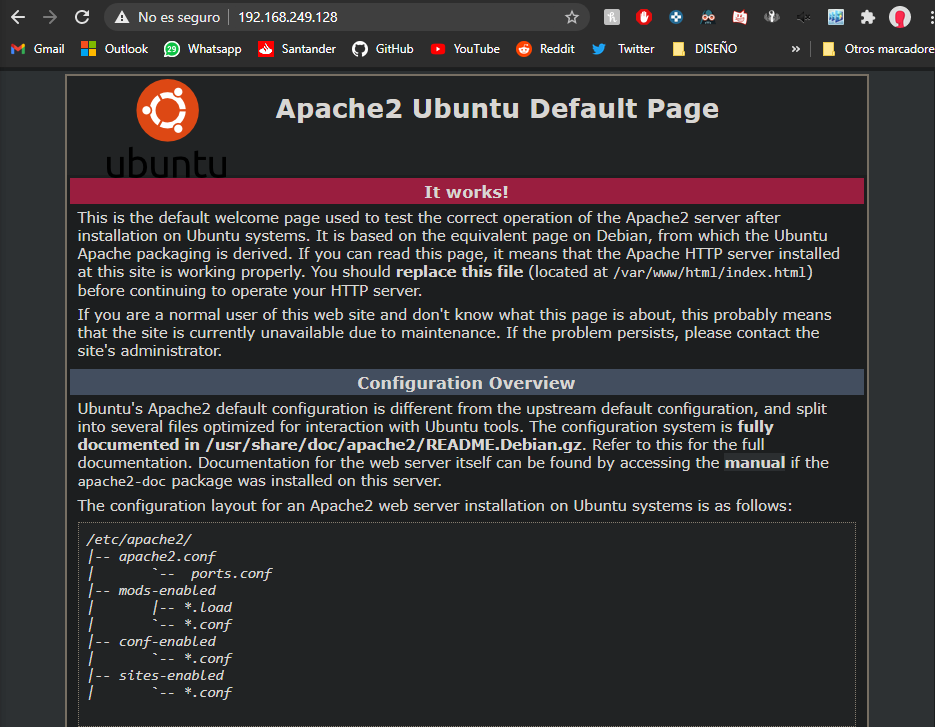 No es seguro 192.168.249.128
Gmail Outlook 29 Whatsapp Santander GitHub YouTube Reddit Twitter DISEÑO » Otros marcadore
ubuntu
Apache2 Ubuntu Default Page
It works!
This is the default welcome page used to test the correct operation of the Apache2 server after
installation on Ubuntu systems. It is based on the equivalent page on Debian, from which the Ubuntu
Apache packaging is derived. If you can read this page, it means that the Apache HTTP server installed
at this site is working properly. You should replace this file (located at /var/www/html/index.html)
before continuing to operate your HTTP server.
If you are a normal user of this web site and don't know what this page is about, this probably means
that the site is currently unavailable due to maintenance. If the problem persists, please contact the
site's administrator.
Configuration Overview
Ubuntu's Apache2 default configuration is different from the upstream default configuration, and split
into several files optimized for interaction with Ubuntu tools. The configuration system is fully
documented in /usr/share/doc/apache2/README.Debian.gz. Refer to this for the full
documentation. Documentation for the web server itself can be found by accessing the manual if the
apache2-doc package was installed on this server.
The configuration layout for an Apache2 web server installation on Ubuntu systems is as follows:
/etc/apache2/
|-- apache2.conf
|       `--  ports.conf
|-- mods-enabled
|       |-- *.load
|       `-- *.conf
|-- conf-enabled
|       `-- *.conf
|-- sites-enabled
|       `-- *.conf